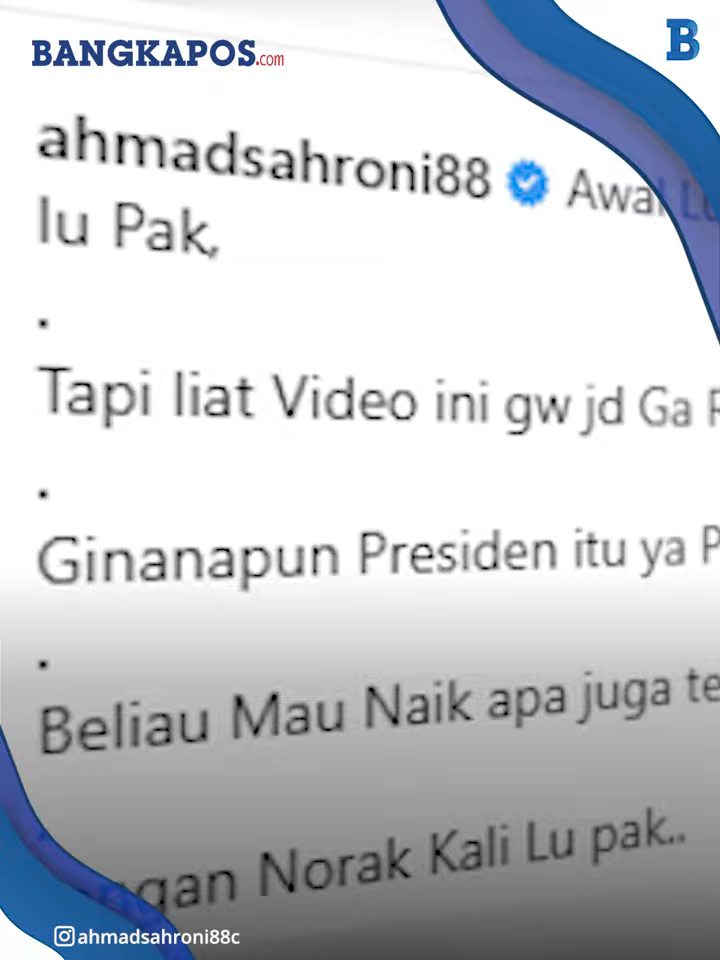 BANGKAPOS.com
B
ahmadsahroni88 Awal
lu Pak,
.
Tapi liat Video ini gw jd Ga
.
Ginanapun Presiden itu ya
.
Beliau Mau Naik apa juga
Norak Kali Lu pak..
ahmadsahroni88c